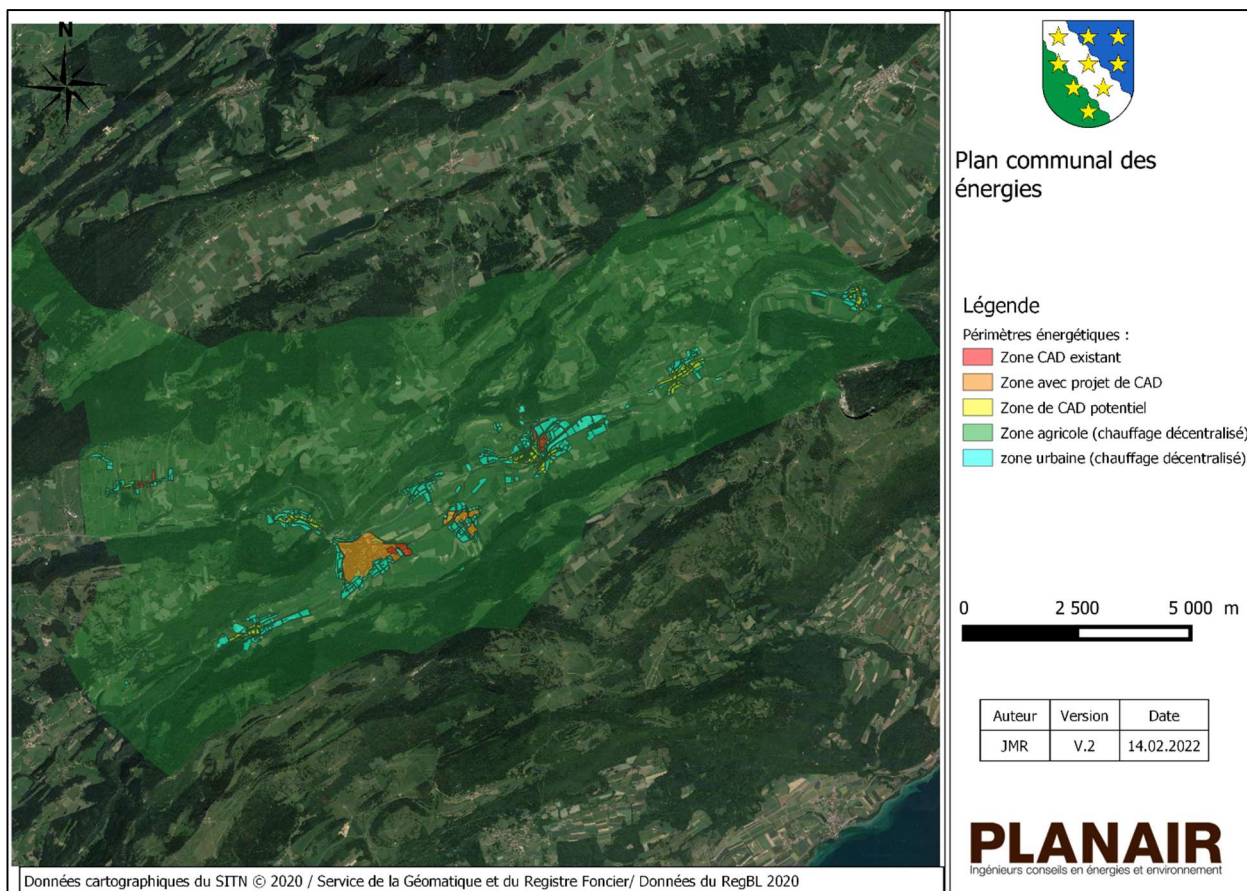 N
Plan communal des
énergies
Légende
Périmètres énergétiques :
Zone CAD existant
Zone avec projet de CAD
Zone de CAD potentiel
Zone agricole (chauffage décentralisé)
zone urbaine (chauffage décentralisé)
0 2 500 5 000 m
Auteur Version Date
JMR V.2 14.02.2022
PLANAIR
Ingénieurs conseils en énergies et environnement
Données cartographiques du SITN © 2020 / Service de la Géomatique et du Registre Foncier/ Données du RegBL 2020